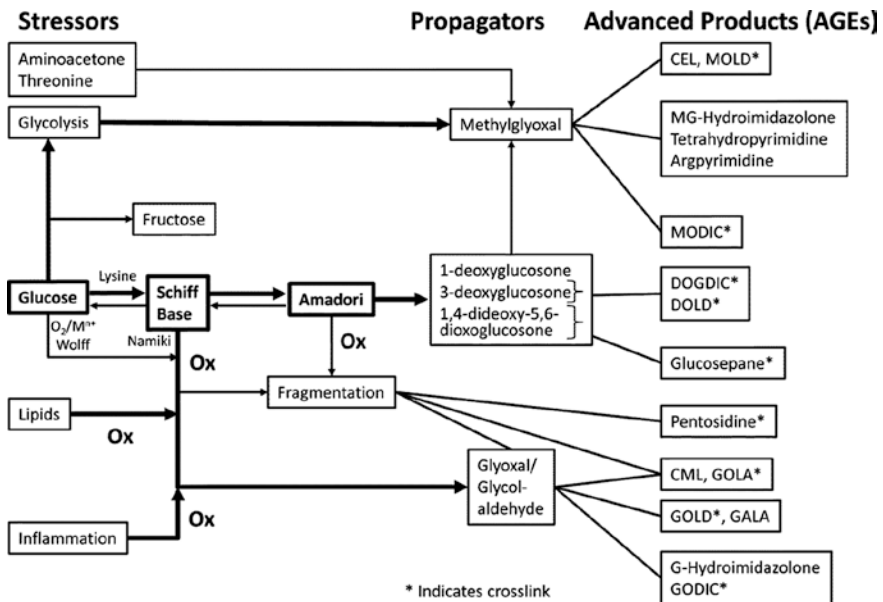 Stressors
Propagators
Advanced Products (AGEs)
Aminoacetone
Threonine
CEL, MOLD*
Glycolysis
Methylglyoxal
MG-Hydroimidazolone
Tetrahydropyrimidine
Argpyrimidine
Fructose
MODIC*
Glucose
Lysine
Schiff
Base
Amadori
1-deoxyglucosone
3-deoxyglucosone
1,4-dideoxy-5,6-
dioxoglucosone
DOGDIC*
DOLD*
O₂/Mⁿ⁺
Wolff
Namiki
Ox
Ox
Glucosepane*
Fragmentation
Lipids
Ox
Pentosidine*
Glyoxal/
Glycol-
aldehyde
CML, GOLA*
Ox
GOLD*, GALA
Inflammation
G-Hydroimidazolone
GODIC*
* Indicates crosslink